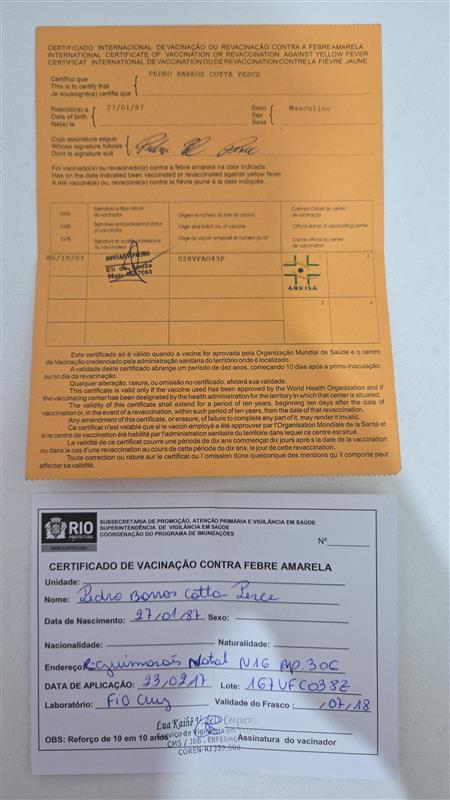 CERTIFICADO INTERNACIONAL DE VACINAÇÃO OU REVACINAÇÃO CONTRA A FEBRE AMARELA
INTERNATIONAL CERTIFICATE OF VACCINATION OR REVACCINATION AGAINST YELLOW FEVER
CERTIFICAT INTERNATIONAL DE VACCINATION OU DE REVACCINATION CONTRE LA FIÈVRE JAUNE
PEDRO BARROS COTTA PESCE
Certifico que
This is to certify that
Je soussigné(e) certifie que
Nascido(a) a
Date of birth
Né(e) le
27/01/87
Sexo
Sex
Sexe
Masculino
Cuja assinatura segue
Whose signature follows
Dont la signature suit
Foi vacinado(a) ou revacinado(a) contra a febre amarela na data indicada.
Has on the date indicated been vaccinated or revaccinated against yellow fever.
A été vacciné(e) ou, revacciné(e) contre la fièvre jaune à la date indiquée.
DATA
DATE
DATE
Assinatura e título oficial do vacinador
Signature and professional status of vaccinator
Signature et qualité professionnelle du vaccinateur
Origem e número do lote da vacina
Origin and batch no. of vaccine
Origine du vaccin employé et numéro du lot
Carimbo Oficial do centro de vacinação
Official stamp of vaccinating center
Cachet officiel du centre de vaccination
06/10/03
020VFA043P
A.N.V.I.S.A.
Este certificado só é válido quando a vacina for aprovada pela Organização Mundial da Saúde e o centro
de Vacinação credenciado pela administração sanitária do território onde é localizado.
A validade deste certificado abrange um período de dez anos, começando 10 dias após a primo-inoculação;
ou no dia da revacinação.
Qualquer alteração, rasura, ou omissão no certificado, afetará sua validade.
This certificate is valid only if the vaccine used has been approved by the World Health Organization and if
the vaccinating center has been designated by the health administration for the territory in which that center is situated.
The validity of this certificate shall extend for a period of ten years, beginning ten days after the date of
vaccination or, in the event of a revaccination, within such period of ten years, from the date of that revaccination.
Any amendment of this certificate, or erasure, of failure to complete any part of it, may render it invalid.
Ce certificat n'est valable que si le vaccin employé a été approuver par l'Organisation Mondiale de la Santé et
si le centre de vaccination été habilité par l'administration sanitaire du territoire dans lequel ce centre est situé.
La validité de ce certificat couvre une période de dix ans commençat dix jours après la date de la vaccination
ou dans le cas d'une revaccination au cours de cette période de dix ans, le jour de cette revaccination.
Toute correction ou rature sur le certificat ou l'omission d'une quelconque des mentions qu'il comporte peut
affecter sa validité.
RIO
PREFEITURA
SUBSECRETARIA DE PROMOÇÃO, ATENÇÃO PRIMÁRIA E VIGILÂNCIA EM SAÚDE
SUPERINTENDÊNCIA DE VIGILÂNCIA EM SAÚDE
COORDENAÇÃO DO PROGRAMA DE IMUNIZAÇÕES
Nº
CERTIFICADO DE VACINAÇÃO CONTRA FEBRE AMARELA
Unidade:
Nome: Pedro Barros Cotta Pesce
Data de Nascimento: 27/01/87 Sexo:
Nacionalidade: Naturalidade:
Endereço: R. Guimarães Natal N16 Ap. 306
DATA DE APLICAÇÃO: 23/02/17 Lote: 167VFC038Z
Laboratório: FIO Cruz Validade do Frasco: /07/18
OBS: Reforço de 10 em 10 anos
Assinatura do vacinador